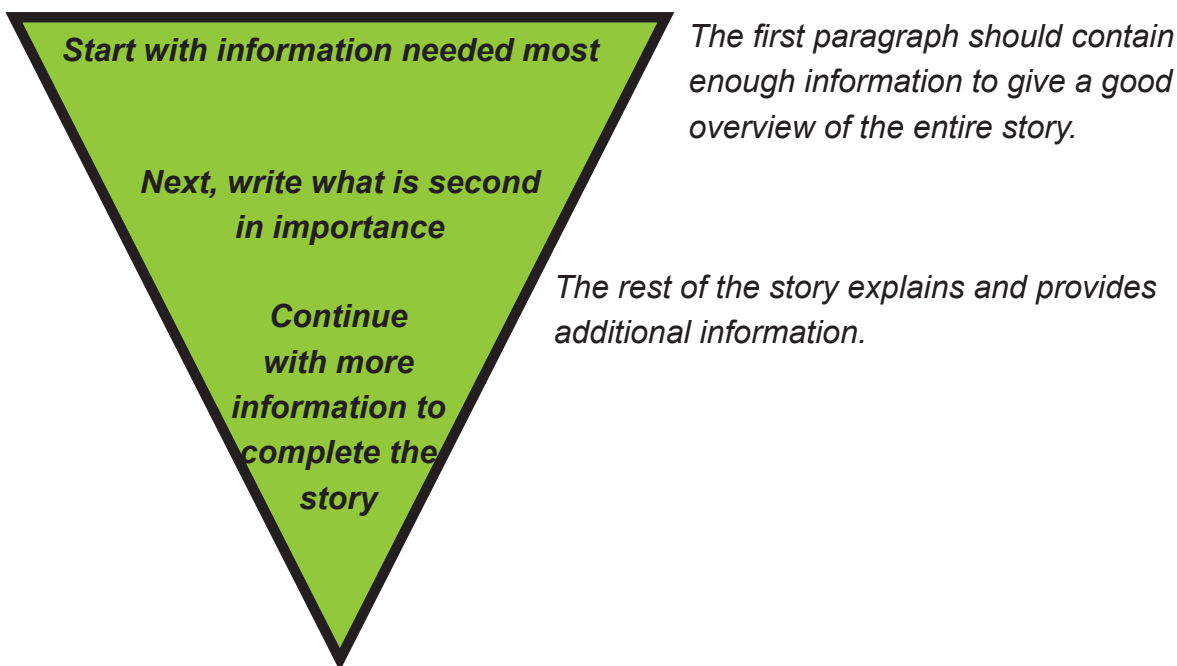 Start with information needed most
The first paragraph should contain
enough information to give a good
overview of the entire story.
Next, write what is second
in importance
The rest of the story explains and provides
additional information.
Continue
with more
information to
complete the
story